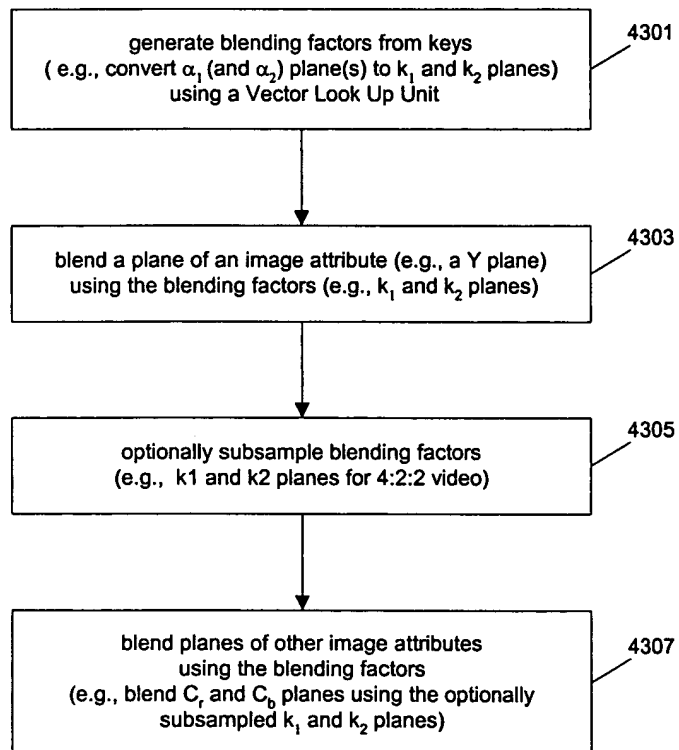 generate blending factors from keys
( e.g., convert α₁ (and α₂) plane(s) to k₁ and k₂ planes)
using a Vector Look Up Unit
4301
blend a plane of an image attribute (e.g., a Y plane)
using the blending factors (e.g., k₁ and k₂ planes)
4303
optionally subsample blending factors
(e.g., k1 and k2 planes for 4:2:2 video)
4305
blend planes of other image attributes
using the blending factors
(e.g., blend Cᵣ and C_b planes using the optionally
subsampled k₁ and k₂ planes)
4307